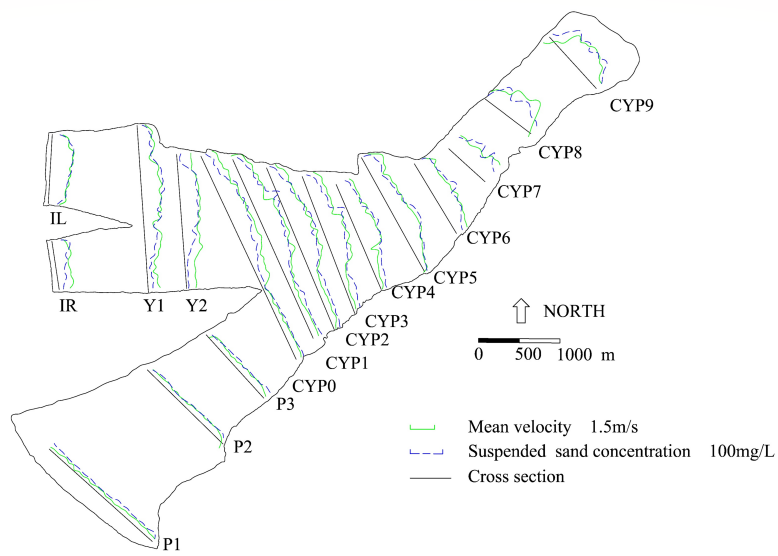 CYP9
CYP8
CYP7
IL
CYP6
CYP5
CYP4
IR
Y1
Y2
CYP3
NORTH
CYP2
CYP1
0 500 1000 m
CYP0
P3
Mean velocity 1.5m/s
P2
Suspended sand concentration 100mg/L
Cross section
P1